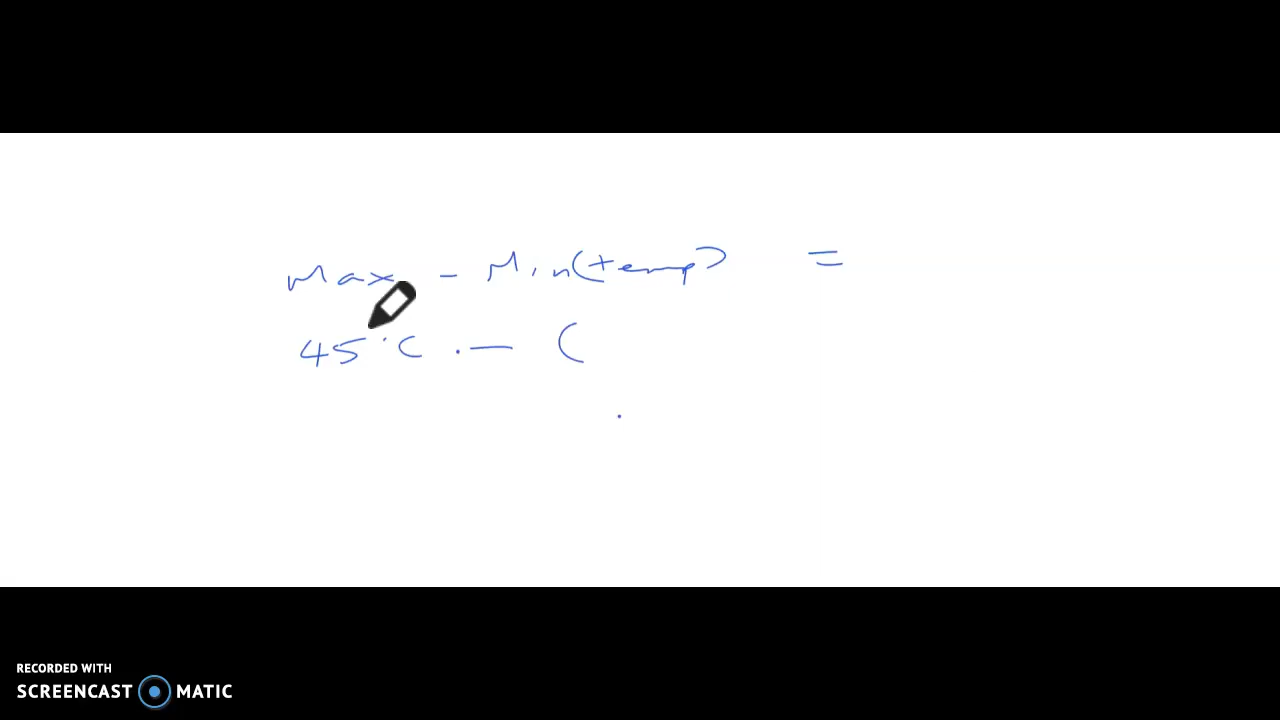 Max - Min(temp) =
45°C - (
RECORDED WITH
SCREENCAST MATIC